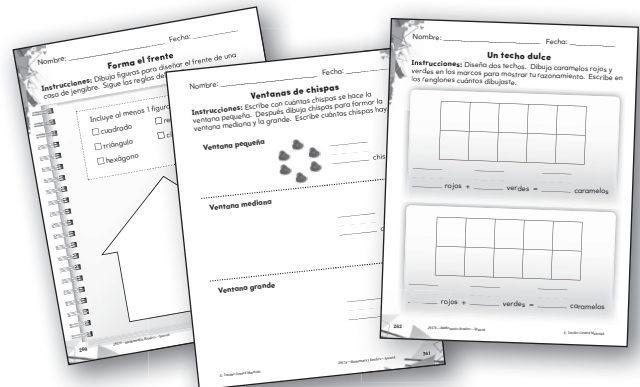 Nombre: Fecha:
Forma el frente
Instrucciones: Dibuja figuras para diseñar el frente de una
casa de jengibre. Sigue las reglas de
Incluye al menos 1 figura
cuadrado
triángulo
hexágono
260
Nombre: Fecha:
Ventanas de chispas
Instrucciones: Escribe con cuántas chispas se hace la
ventana pequeña. Después dibuja chispas para formar la
ventana mediana y la grande. Escribe cuántas chispas hay
Ventana pequeña
chis
Ventana mediana
Ventana grande
261
Nombre: Fecha:
Un techo dulce
Instrucciones: Diseña dos techos. Dibuja caramelos rojos y
verdes en los marcos para mostrar tu razonamiento. Escribe en
los renglones cuántos dibujaste.
rojos + verdes = caramelos
rojos + verdes = caramelos
262